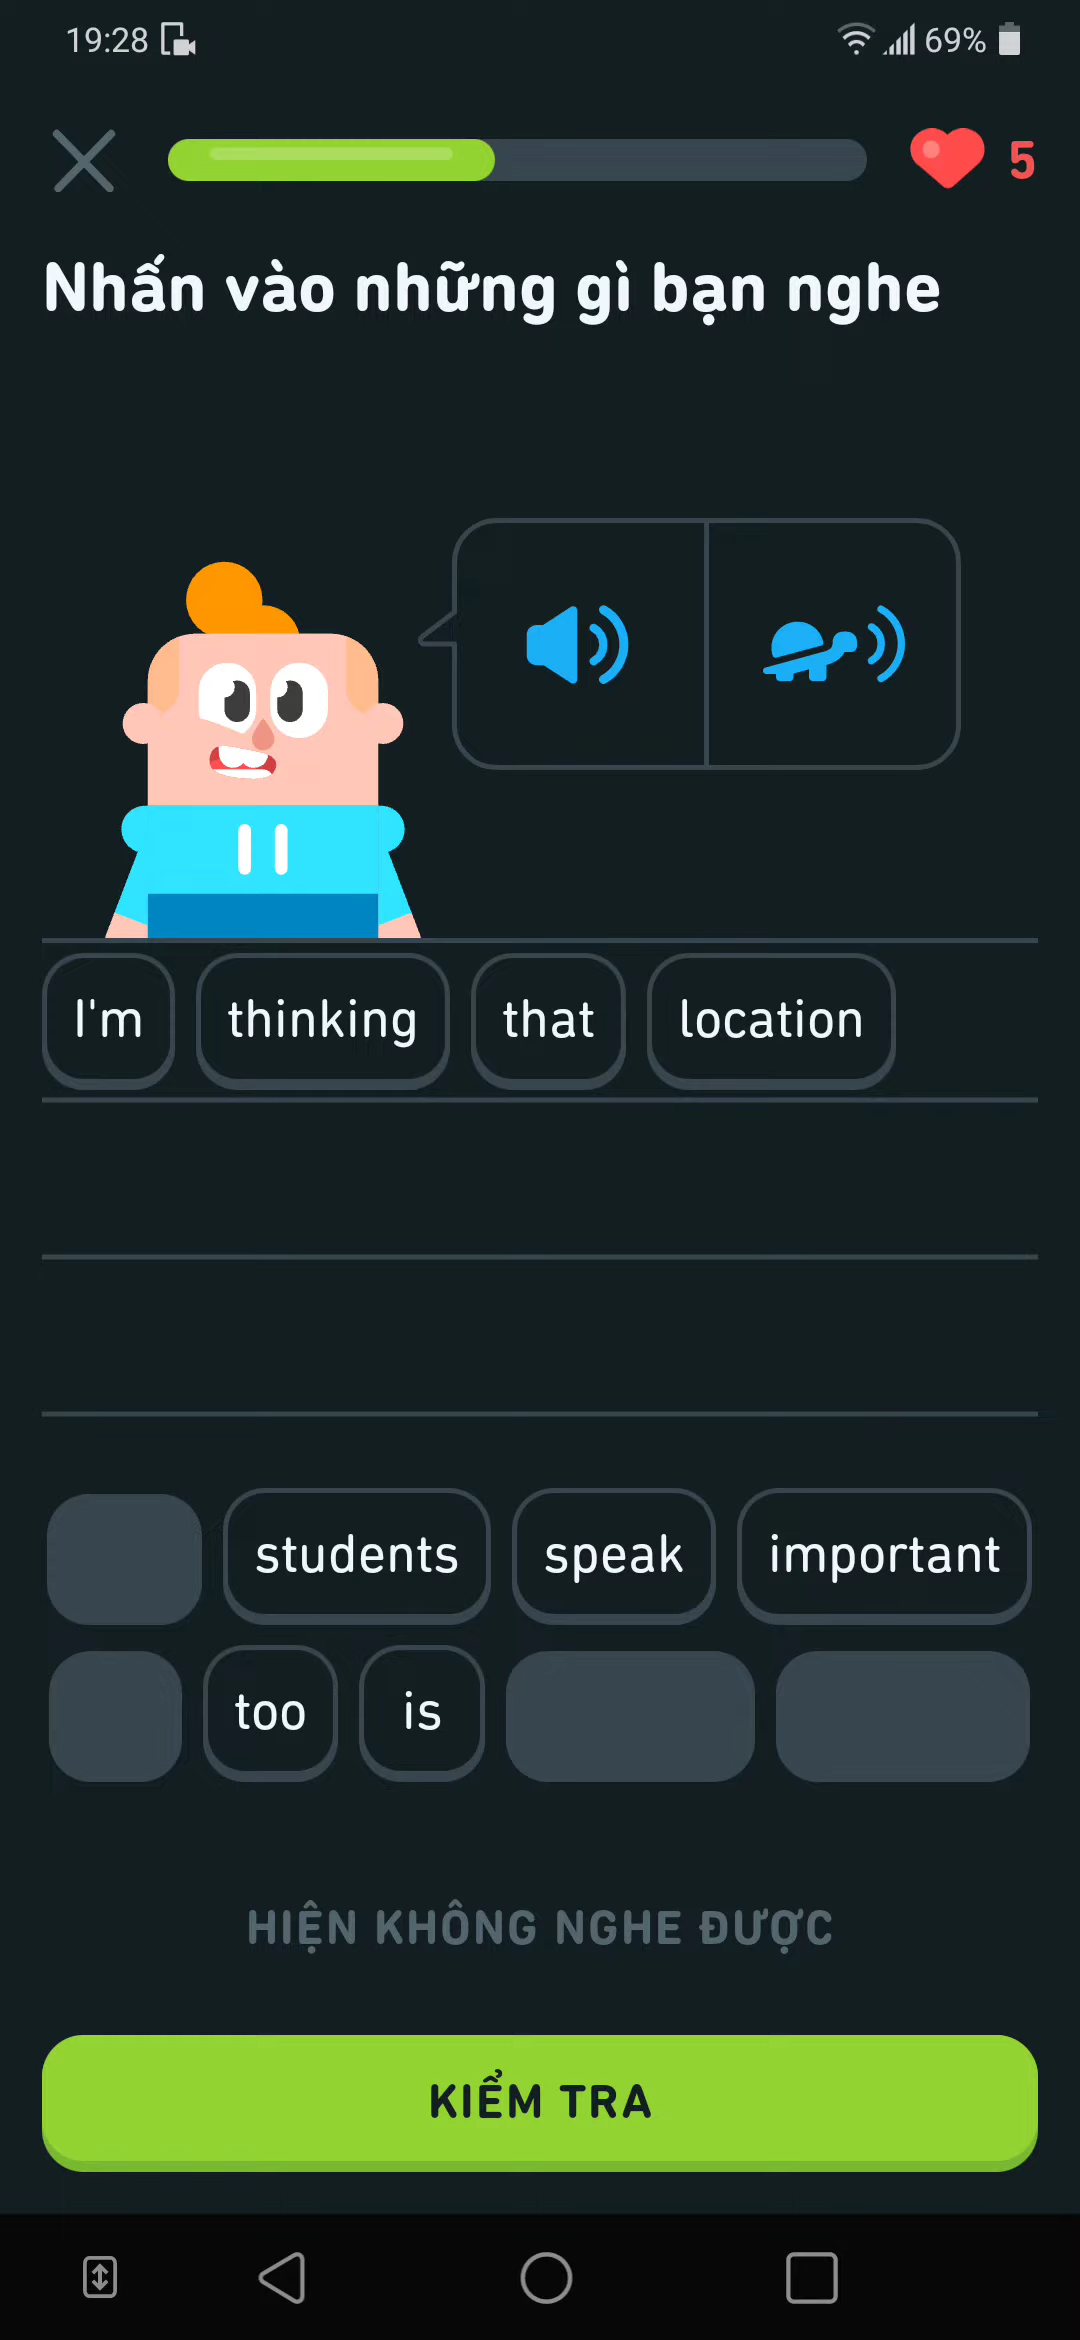 19:28 69%
5
Nhấn vào những gì bạn nghe
I'm thinking that location
students speak important
too is
HIỆN KHÔNG NGHE ĐƯỢC
KIỂM TRA